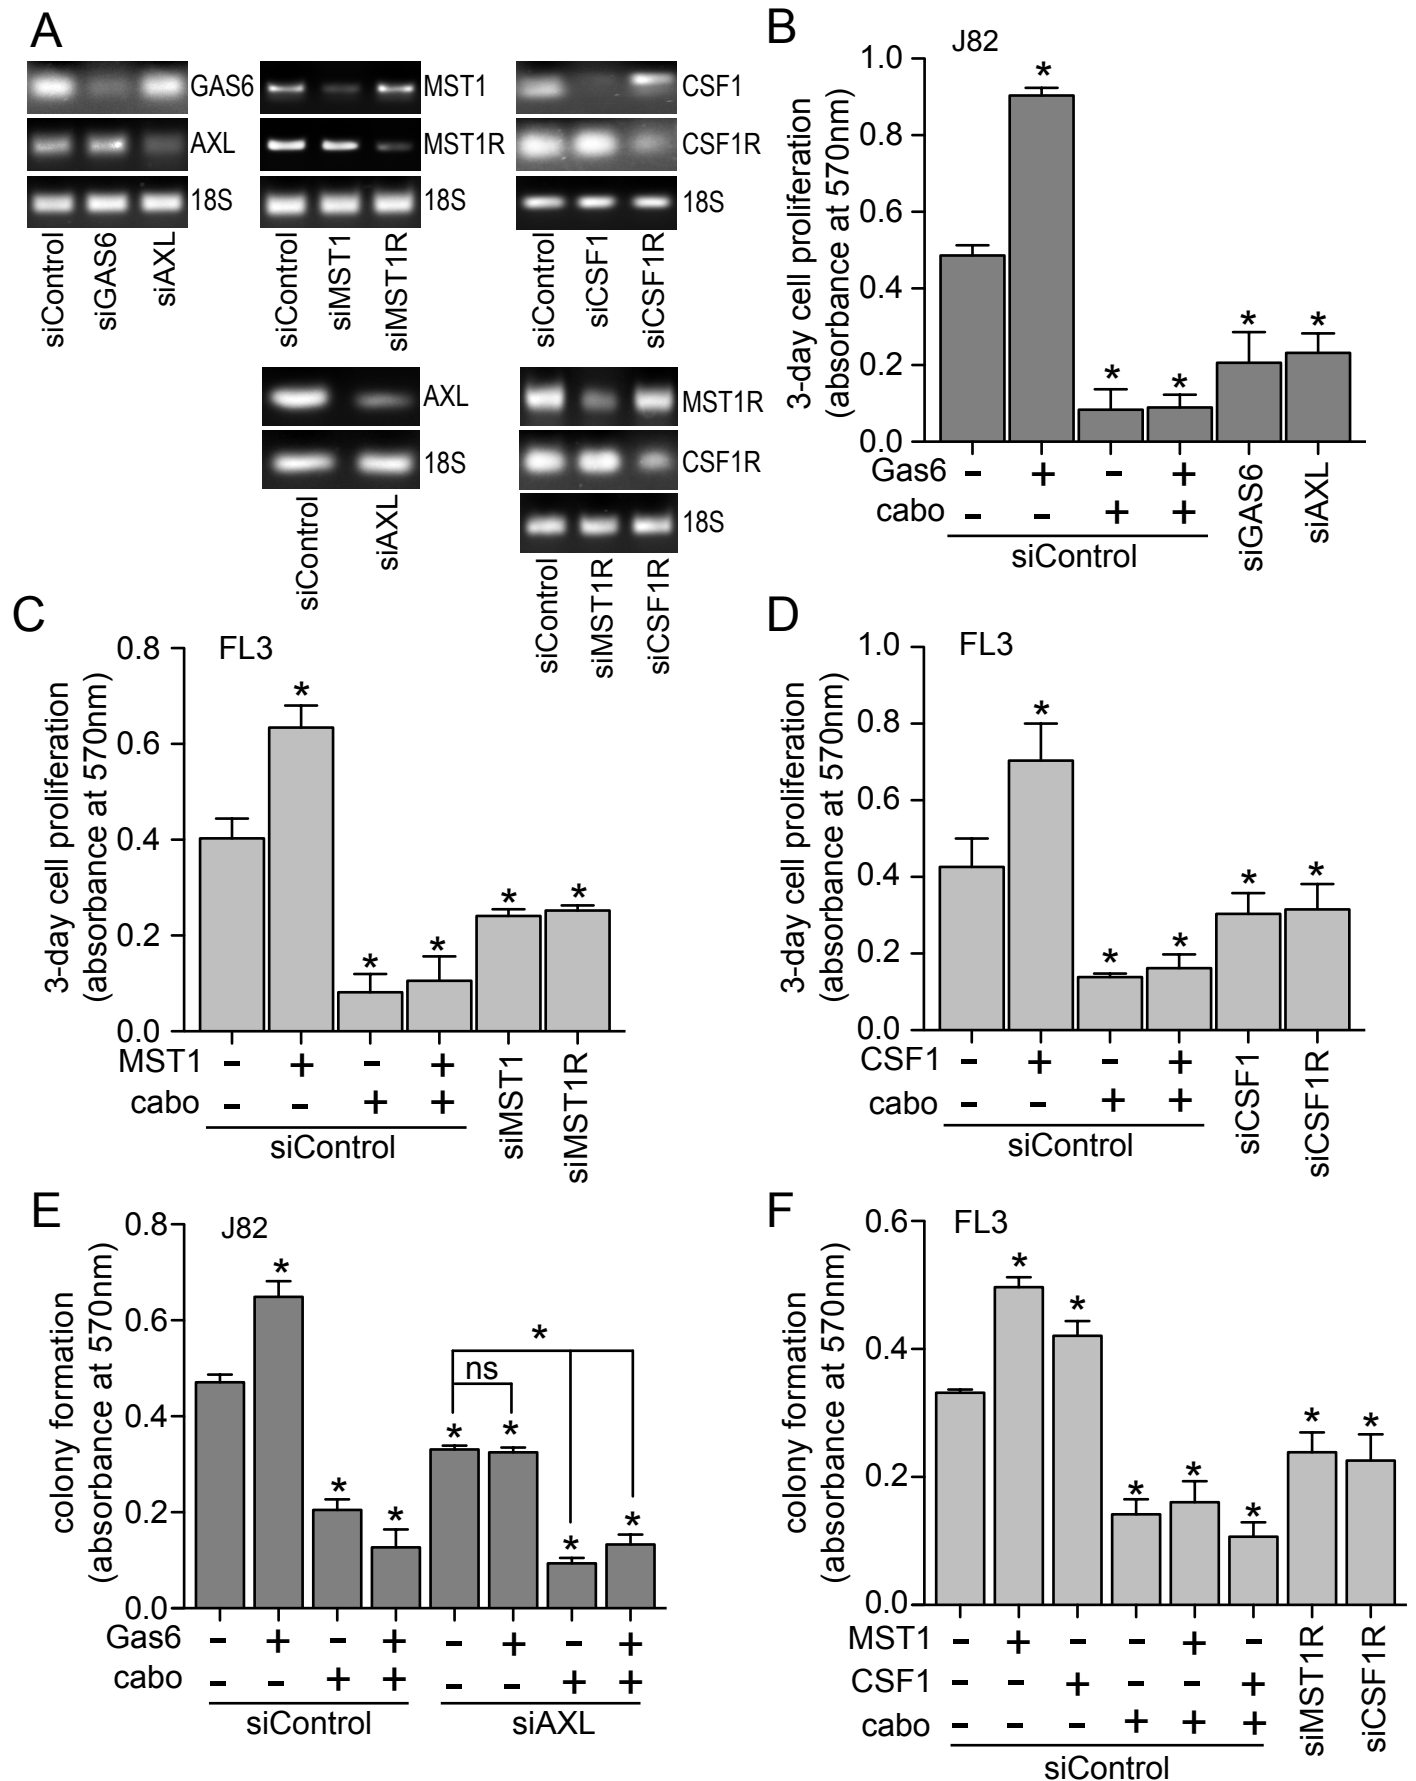 A
GAS6
AXL
18S
siControl
siGAS6
siAXL
MST1
MST1R
18S
siControl
siMST1
siMST1R
CSF1
CSF1R
18S
siControl
siCSF1
siCSF1R
AXL
18S
siControl
siAXL
MST1R
CSF1R
18S
siControl
siMST1R
siCSF1R
B
J82
3-day cell proliferation
(absorbance at 570nm)
1.0
0.8
0.6
0.4
0.2
0.0
* * * * *
Gas6 - + - +
cabo - - + +
siControl
siGAS6
siAXL
C
FL3
3-day cell proliferation
(absorbance at 570nm)
0.8
0.6
0.4
0.2
0.0
* * * * *
MST1 - + - +
cabo - - + +
siControl
siMST1
siMST1R
D
FL3
3-day cell proliferation
(absorbance at 570nm)
1.0
0.8
0.6
0.4
0.2
0.0
* * * * *
CSF1 - + - +
cabo - - + +
siControl
siCSF1
siCSF1R
E
J82
colony formation
(absorbance at 570nm)
0.8
0.6
0.4
0.2
0.0
*
ns
* * * * * * *
Gas6 - + - + - + - +
cabo - - + + - - + +
siControl
siAXL
F
FL3
colony formation
(absorbance at 570nm)
0.6
0.4
0.2
0.0
* * * * * * *
MST1 - + - - + -
CSF1 - - + - - +
cabo - - - + + +
siControl
siMST1R
siCSF1R